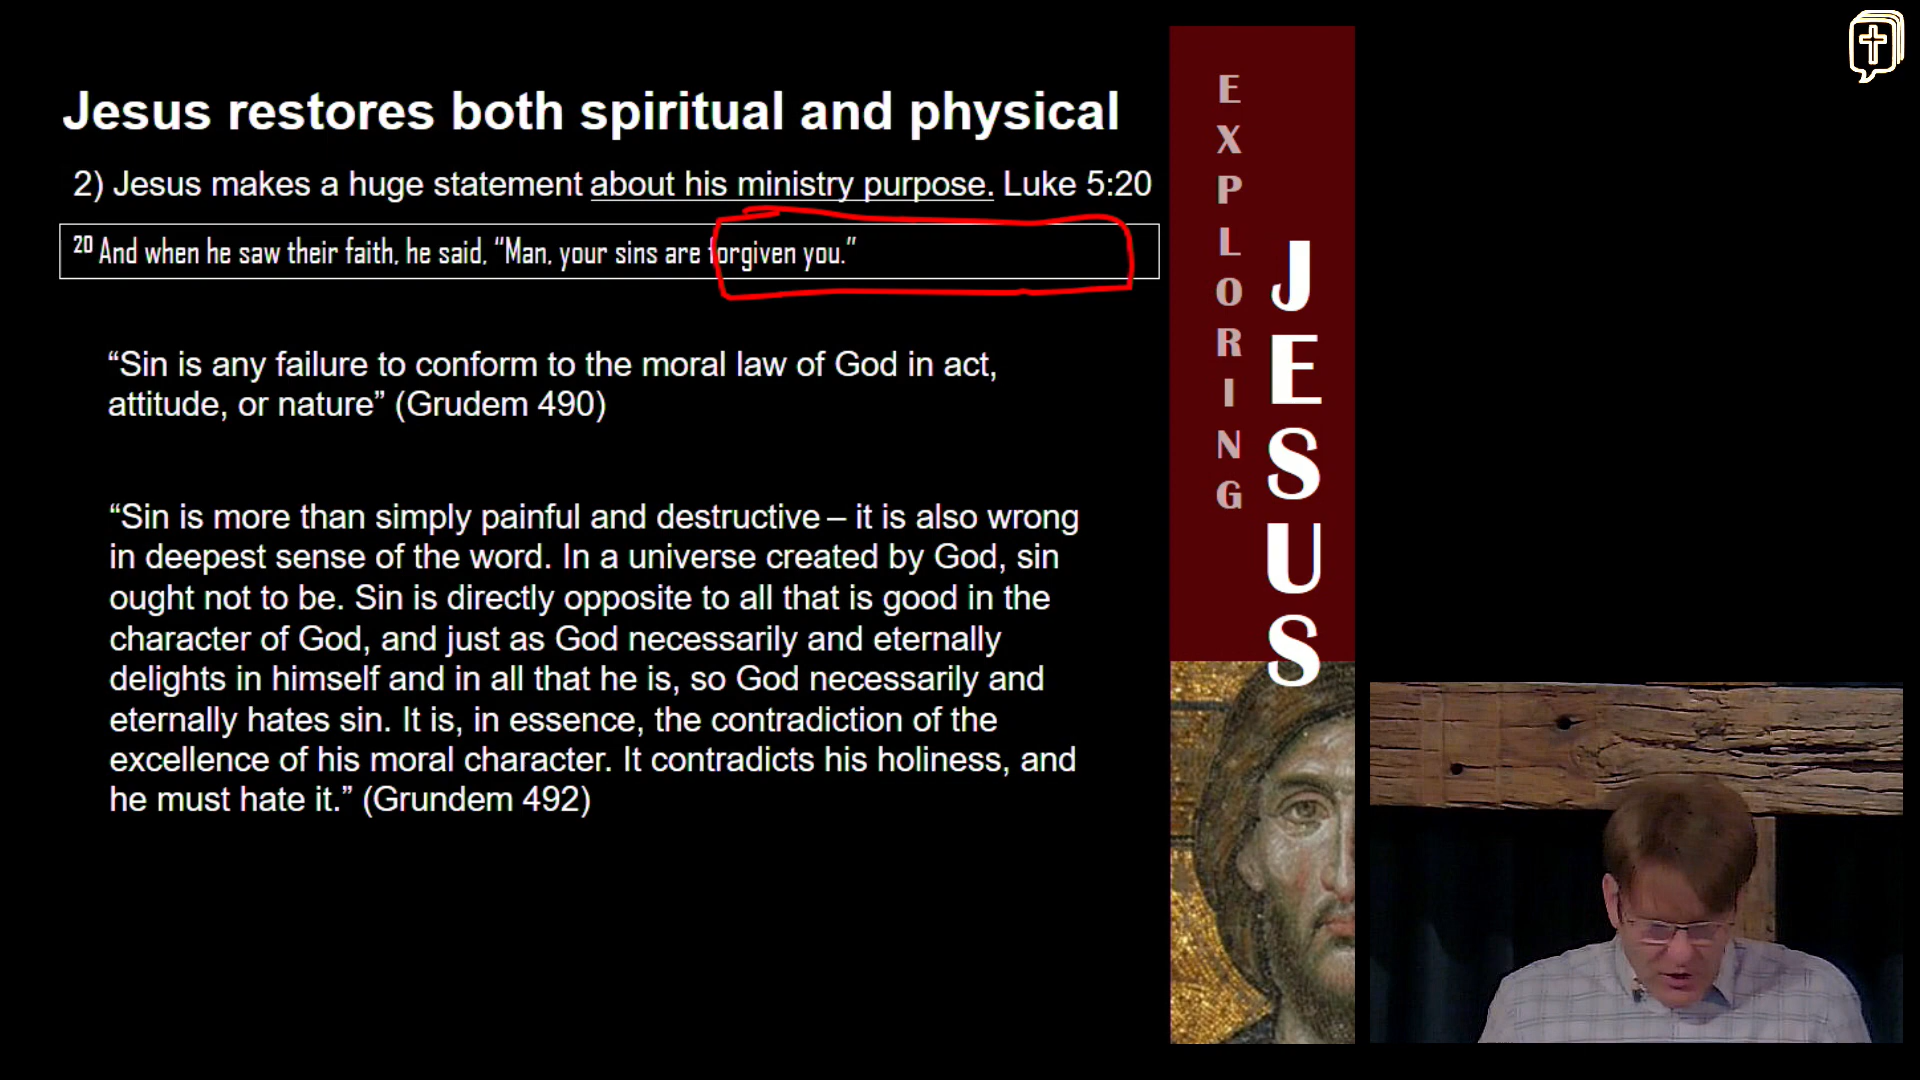 Jesus restores both spiritual and physical
2) Jesus makes a huge statement about his ministry purpose. Luke 5:20
20 And when he saw their faith, he said, “Man, your sins are forgiven you.”
“Sin is any failure to conform to the moral law of God in act,
attitude, or nature” (Grudem 490)
“Sin is more than simply painful and destructive – it is also wrong
in deepest sense of the word. In a universe created by God, sin
ought not to be. Sin is directly opposite to all that is good in the
character of God, and just as God necessarily and eternally
delights in himself and in all that he is, so God necessarily and
eternally hates sin. It is, in essence, the contradiction of the
excellence of his moral character. It contradicts his holiness, and
he must hate it.” (Grundem 492)
EXPLORING
JESUS